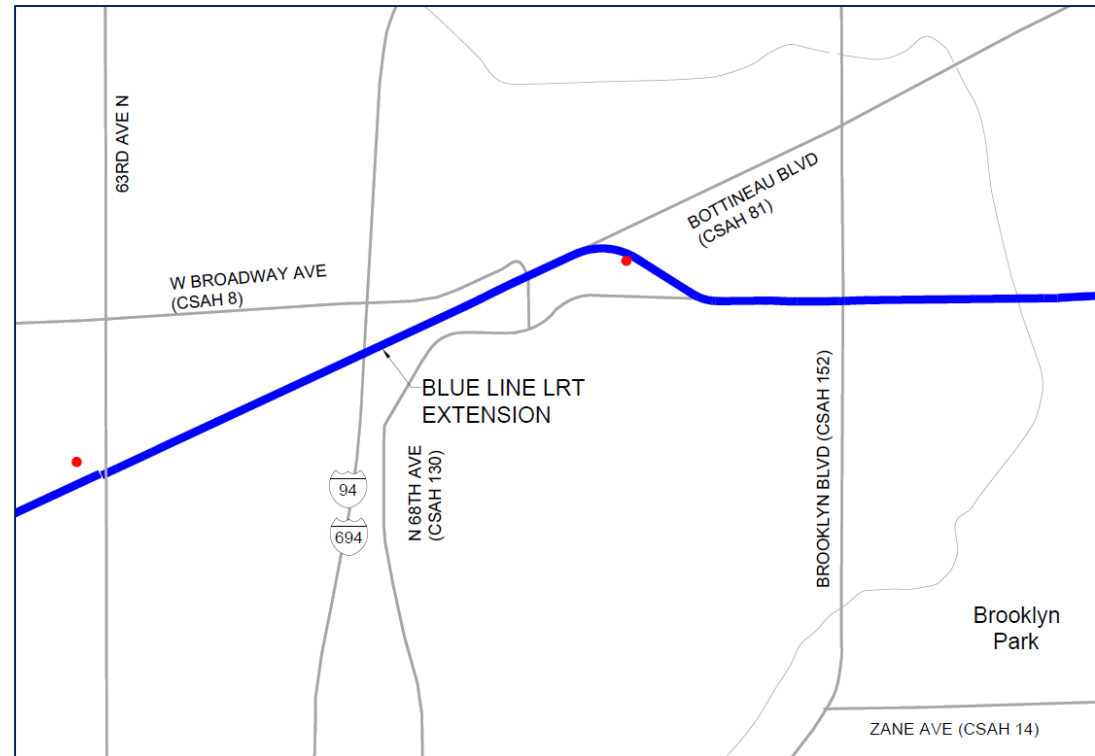 63RD AVE N
W BROADWAY AVE
(CSAH 8)
BOTTINEAU BLVD
(CSAH 81)
BLUE LINE LRT
EXTENSION
94
694
N 68TH AVE
(CSAH 130)
BROOKLYN BLVD (CSAH 152)
Brooklyn
Park
ZANE AVE (CSAH 14)